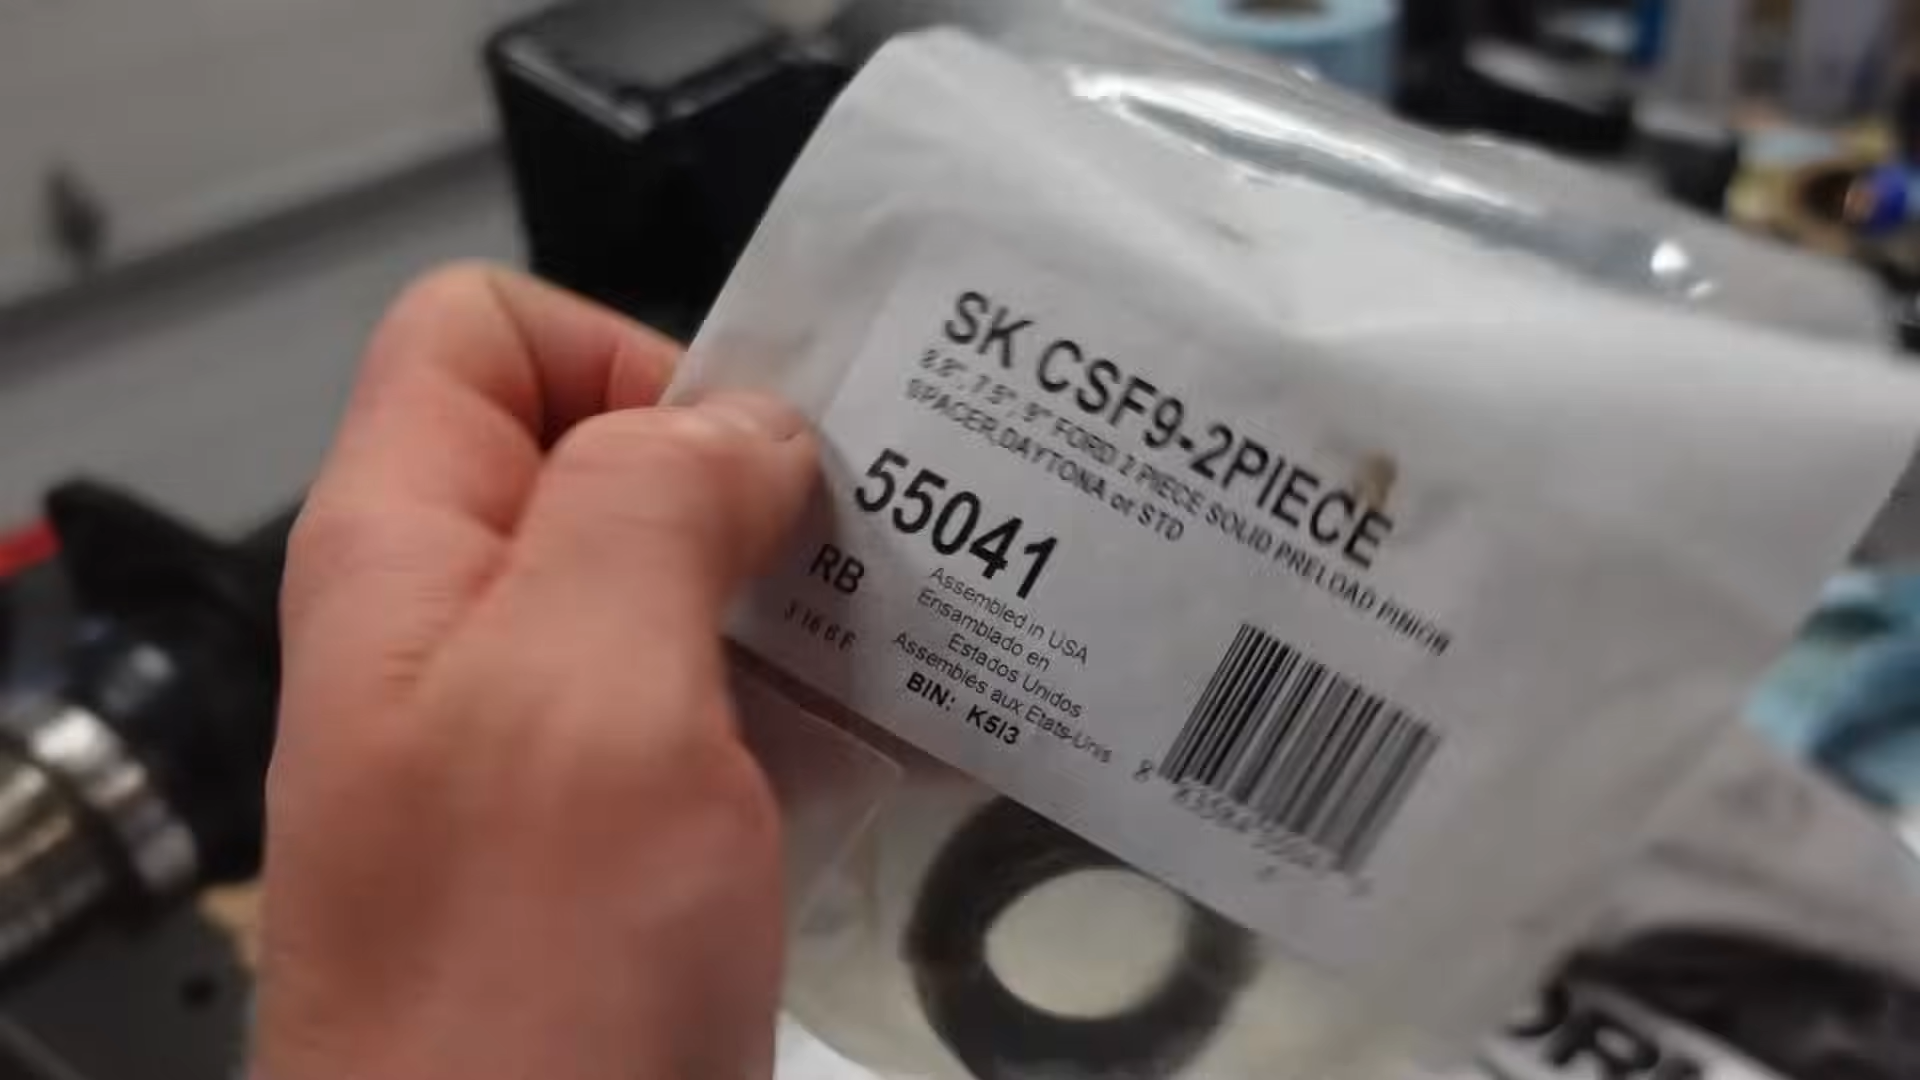 SK CSF9-2PIECE
8.8", 7.5", 9" FORD 2 PIECE SOLID PRELOAD PINION
SPACER,DAYTONA or STD
55041
RB
Assembled in USA
Ensamblado en
Estados Unidos
Assemblés aux Etats-Unis
BIN: K5I3
8